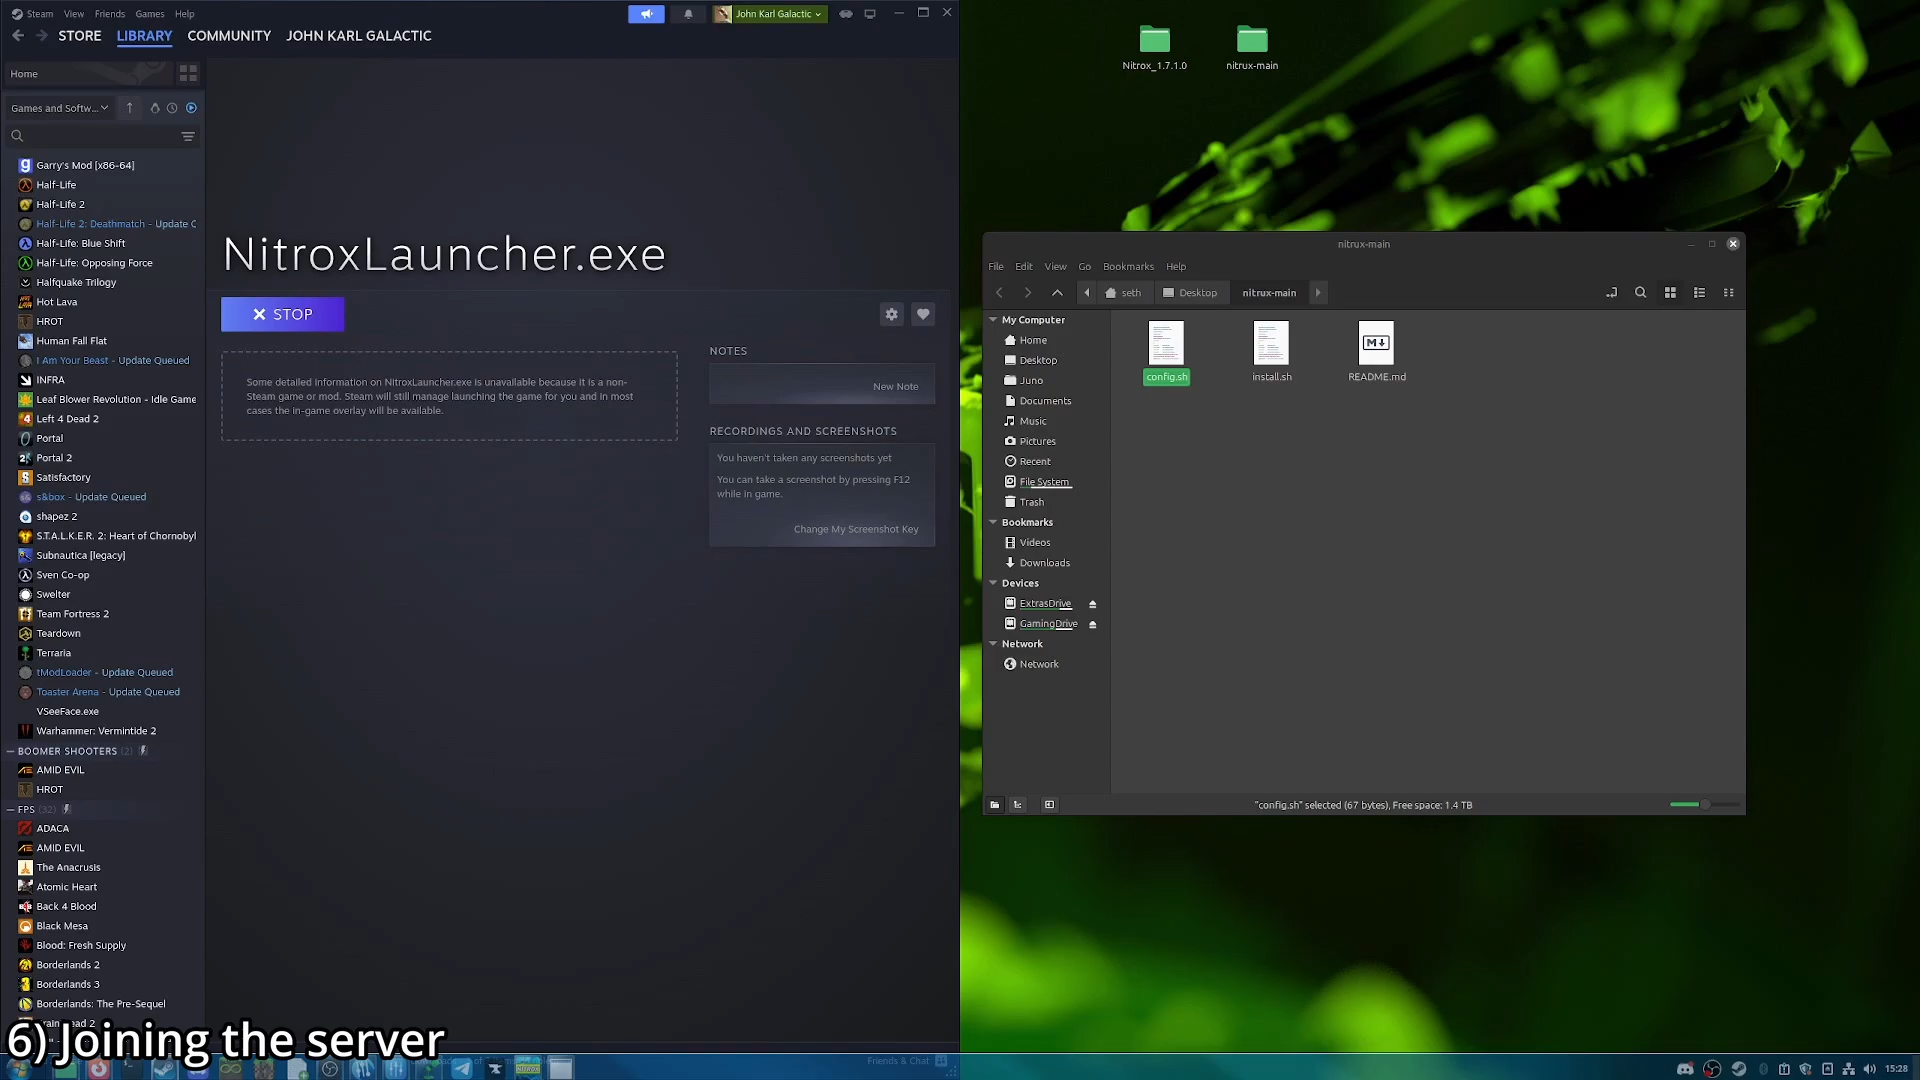 Steam View Friends Games Help
John Karl Galactic
STORE LIBRARY COMMUNITY JOHN KARL GALACTIC
Home
Games and Softw...
Garry's Mod [x86-64]
Half-Life
Half-Life 2
Half-Life 2: Deathmatch - Update Q
Half-Life: Blue Shift
Half-Life: Opposing Force
Halfquake Trilogy
Hot Lava
HROT
Human Fall Flat
I Am Your Beast - Update Queued
INFRA
Leaf Blower Revolution - Idle Game
Left 4 Dead 2
Portal
Portal 2
Satisfactory
s&box - Update Queued
shapez 2
S.T.A.L.K.E.R. 2: Heart of Chornobyl
Subnautica [legacy]
Sven Co-op
Swelter
Team Fortress 2
Teardown
Terraria
tModLoader - Update Queued
Toaster Arena - Update Queued
VSeeFace.exe
Warhammer: Vermintide 2
BOOMER SHOOTERS (2)
AMID EVIL
HROT
FPS (32)
ADACA
AMID EVIL
The Anacrusis
Atomic Heart
Back 4 Blood
Black Mesa
Blood: Fresh Supply
Borderlands 2
Borderlands 3
Borderlands: The Pre-Sequel
NitroxLauncher.exe
STOP
Some detailed information on NitroxLauncher.exe is unavailable because it is a non-
Steam game or mod. Steam will still manage launching the game for you and in most
cases the in-game overlay will be available.
NOTES
New Note
RECORDINGS AND SCREENSHOTS
You haven't taken any screenshots yet
You can take a screenshot by pressing F12
while in game.
Change My Screenshot Key
Friends & Chat
6) Joining the server
Nitrox_1.7.1.0
nitrux-main
nitrux-main
File Edit View Go Bookmarks Help
seth Desktop nitrux-main
My Computer
Home
Desktop
Juno
Documents
Music
Pictures
Recent
File System
Trash
Bookmarks
Videos
Downloads
Devices
ExtrasDrive
GamingDrive
Network
Network
config.sh
install.sh
M↓
README.md
"config.sh" selected (67 bytes), Free space: 1.4 TB
15:28